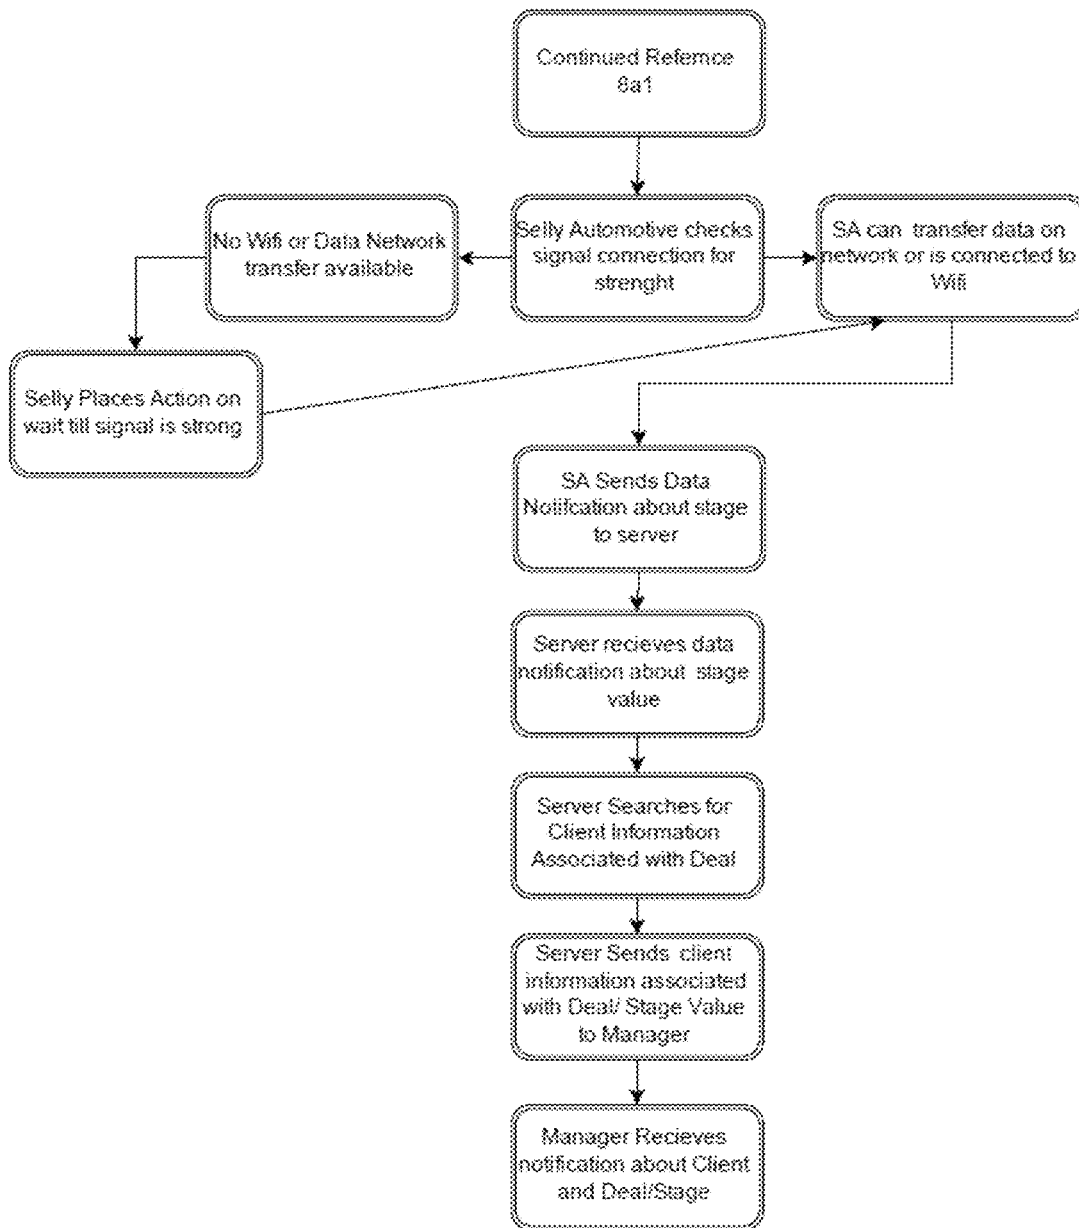 Continued Refernce
8a1
No Wifi or Data Network
transfer available
Selly Automotive checks
signal connection for
strenght
SA can transfer data on
network or is connected to
Wifi
Selly Places Action on
wait till signal is strong
SA Sends Data
Notifcation about stage
to server
Server recieves data
notification about stage
value
Server Searches for
Client Information
Associated with Deal
Server Sends client
information associated
with Deal/ Stage Value
to Manager
Manager Recieves
notification about Client
and Deal/Stage